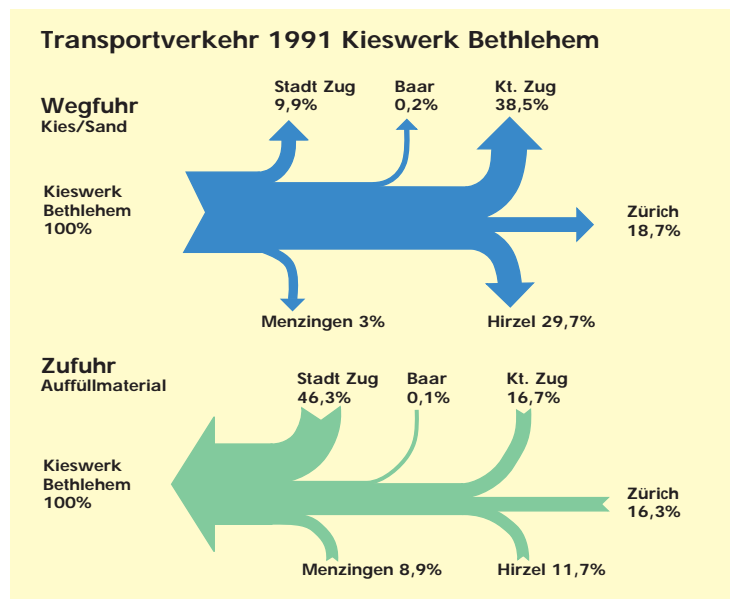 Transportverkehr 1991 Kieswerk Bethlehem
Wegfuhr
Kies/Sand
Stadt Zug
9,9%
Baar
0,2%
Kt. Zug
38,5%
Kieswerk
Bethlehem
100%
Zürich
18,7%
Menzingen 3%
Hirzel 29,7%
Zufuhr
Auffüllmaterial
Stadt Zug
46,3%
Baar
0,1%
Kt. Zug
16,7%
Kieswerk
Bethlehem
100%
Zürich
16,3%
Menzingen 8,9%
Hirzel 11,7%